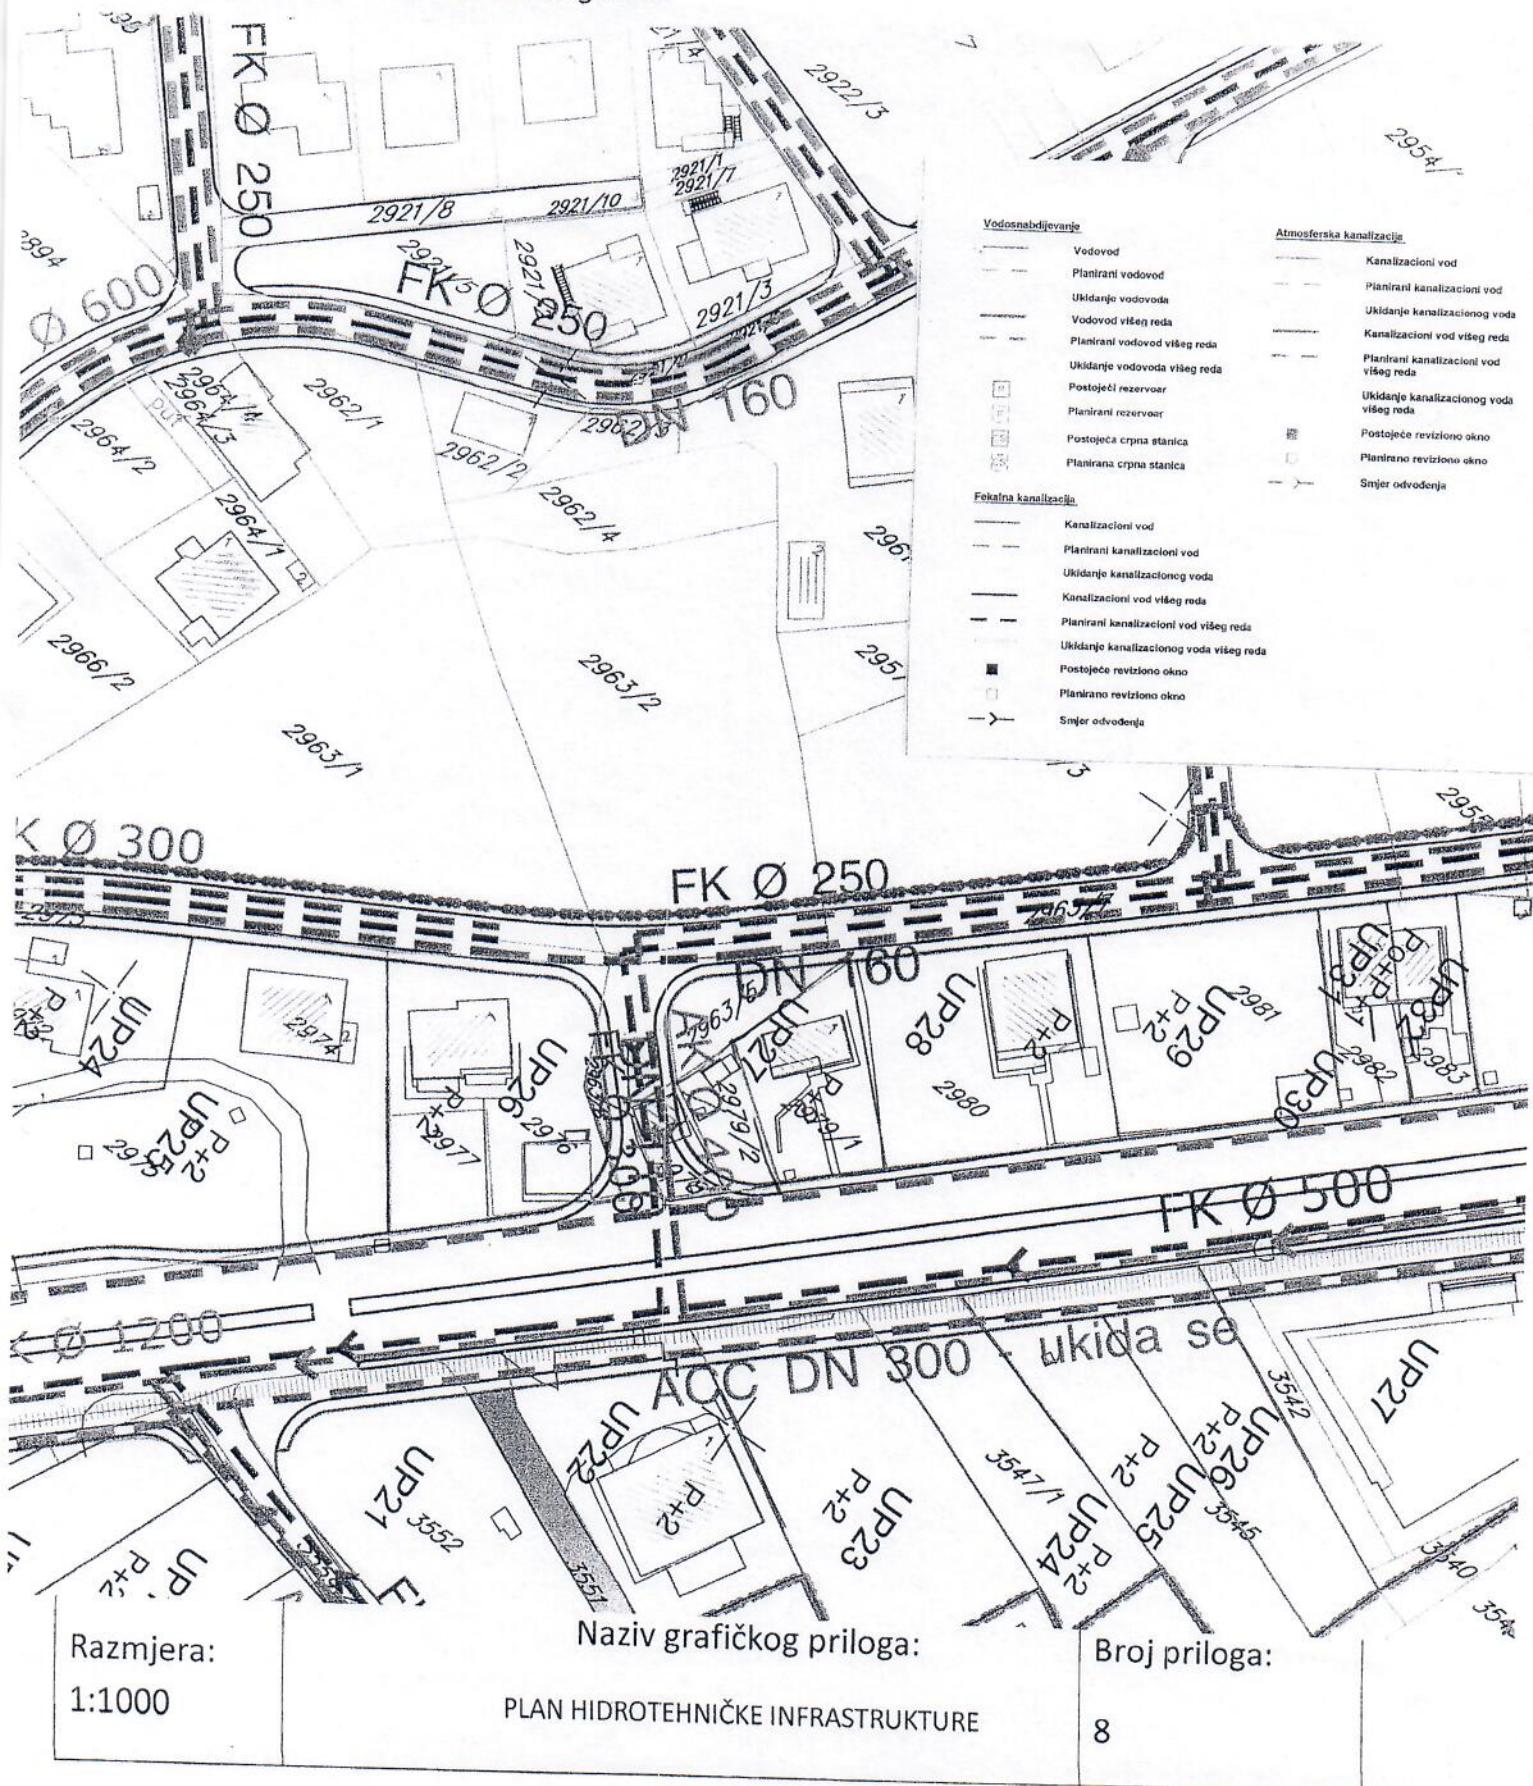 FK Ø 250
2922/3
2954/
2921/1
2921/7
2921/8
2921/10
2894
Ø 600
FK Ø 250
2921/3
DN 160
2964/3
2962/1
2964/2
2962/2
2964/1
2962/4
2966/2
2963/2
2963/1
Vodosnabdijevanje
Vodovod
Planirani vodovod
Ukidanje vodovoda
Vodovod višeg reda
Planirani vodovod višeg reda
Ukidanje vodovoda višeg reda
Postojeći rezervoar
Planirani rezervoar
Postojeća crpna stanica
Planirana crpna stanica
Atmosferska kanalizacija
Kanalizacioni vod
Planirani kanalizacioni vod
Ukidanje kanalizacionog voda
Kanalizacioni vod višeg reda
Planirani kanalizacioni vod
višeg reda
Ukidanje kanalizacionog voda
višeg reda
Postojeće reviziono okno
Planirano reviziono okno
Smjer odvođenja
Fekalna kanalizacija
Kanalizacioni vod
Planirani kanalizacioni vod
Ukidanje kanalizacionog voda
Kanalizacioni vod višeg reda
Planirani kanalizacioni vod višeg reda
Ukidanje kanalizacionog voda višeg reda
Postojeće reviziono okno
Planirano reviziono okno
Smjer odvođenja
K Ø 300
FK Ø 250
DN 160
UP24
2974
UP25
P+2
UP26
2977
UP27
2979/2
UP28
P+2
2980
UP29
P+2
2981
UP30
UP31
UP32
2982
2983
FK Ø 500
Ø 1200
ACC DN 300 - ukida se
UP21
3552
3551
UP22
P+2
UP23
P+2
3547/1
UP24
P+2
UP25
P+2
UP26
P+2
3545
3542
UP27
3540
Razmjera:
1:1000
Naziv grafičkog priloga:
PLAN HIDROTEHNIČKE INFRASTRUKTURE
Broj priloga:
8